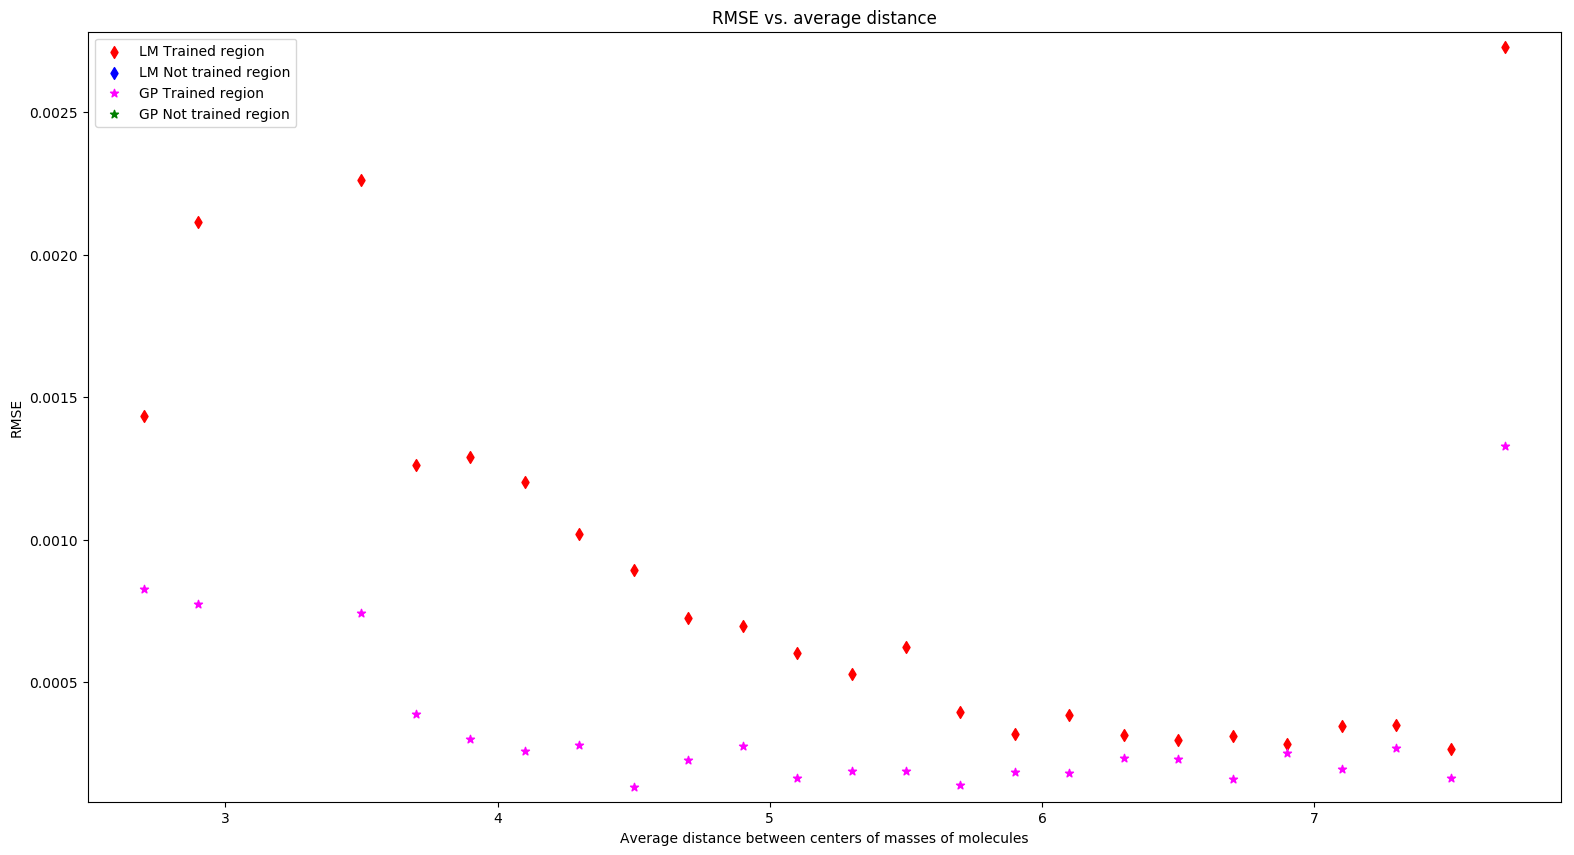 RMSE vs. average distance
LM Trained region
LM Not trained region
GP Trained region
GP Not trained region
0.0025
0.0020
0.0015
0.0010
0.0005
RMSE
3 4 5 6 7
Average distance between centers of masses of molecules